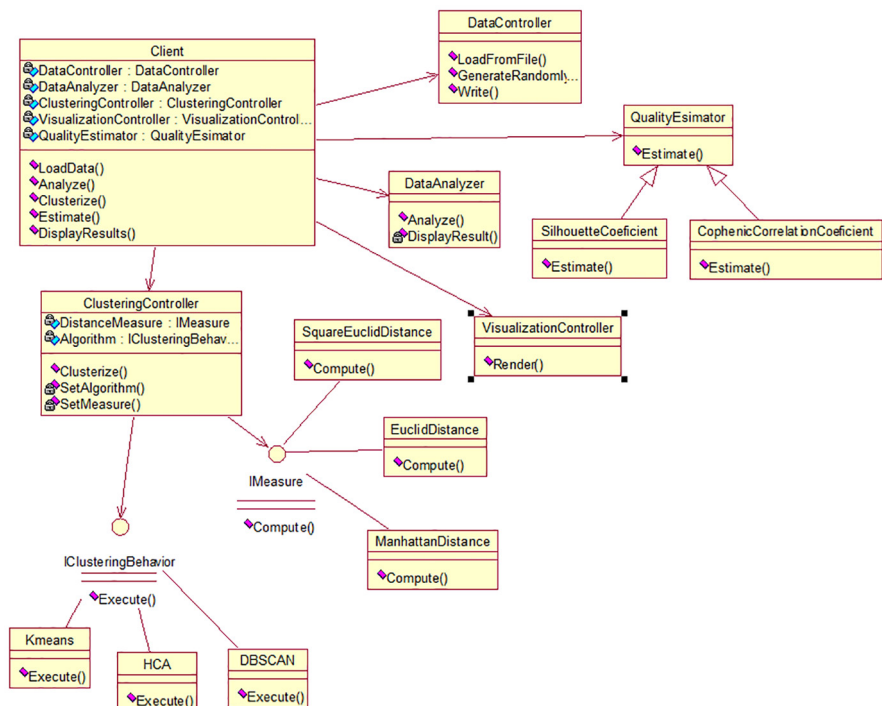 Client
DataController : DataController
DataAnalyzer : DataAnalyzer
ClusteringController : ClusteringController
VisualizationController : VisualizationControl...
QualityEstimator : QualityEsimator
LoadData()
Analyze()
Clusterize()
Estimate()
DisplayResults()
DataController
LoadFromFile()
GenerateRandomly...
Write()
QualityEsimator
Estimate()
DataAnalyzer
Analyze()
DisplayResult()
SilhouetteCoeficient
Estimate()
CophenicCorrelationCoeficient
Estimate()
ClusteringController
DistanceMeasure : IMeasure
Algorithm : IClusteringBehav...
Clusterize()
SetAlgorithm()
SetMeasure()
SquareEuclidDistance
Compute()
VisualizationController
Render()
EuclidDistance
Compute()
IMeasure
Compute()
ManhattanDistance
Compute()
IClusteringBehavior
Execute()
Kmeans
Execute()
HCA
Execute()
DBSCAN
Execute()